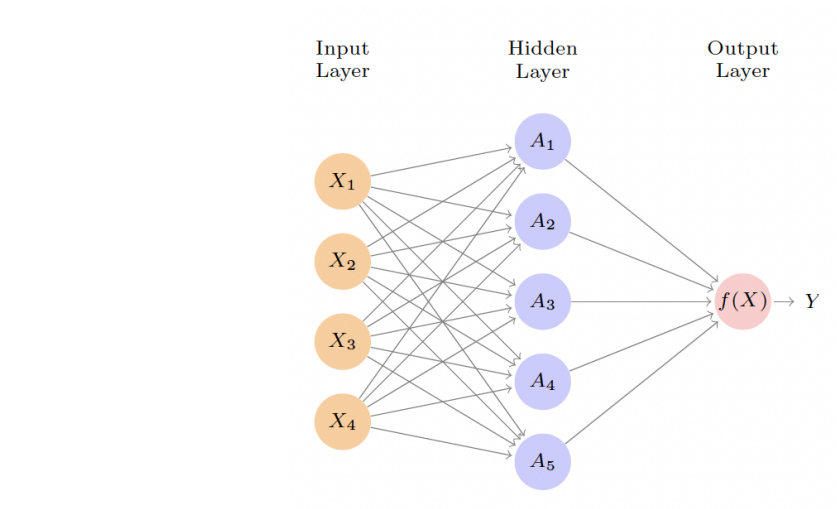 Input
Layer
Hidden
Layer
Output
Layer
X₁
X₂
X₃
X₄
A₁
A₂
A₃
A₄
A₅
f(X)
Y